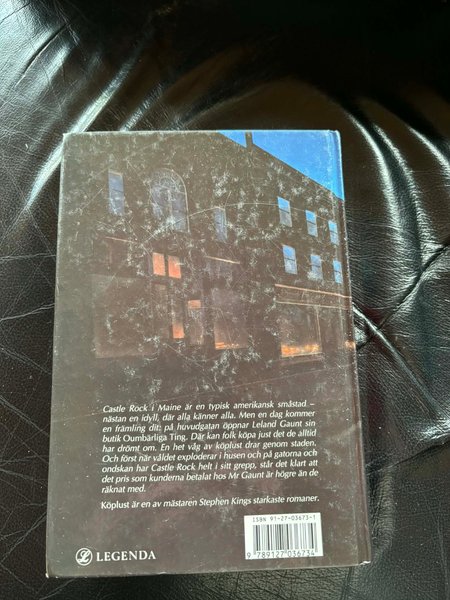 Castle Rock i Maine är en typisk amerikansk småstad –
nästan en idyll, där alla känner alla. Men en dag kommer
en främling dit: på huvudgatan öppnar Leland Gaunt sin
butik Oumbärliga Ting. Där kan folk köpa just det de alltid
har drömt om. En het våg av köplust drar genom staden.
Och först när våldet exploderar i husen och på gatorna och
ondskan har Castle Rock helt i sitt grepp, står det klart att
det pris som kunderna betalat hos Mr Gaunt är högre än de
räknat med.
Köplust är en av mästaren Stephen Kings starkaste romaner.
ISBN 91-27-03673-1
9 789127 036734
L LEGENDA